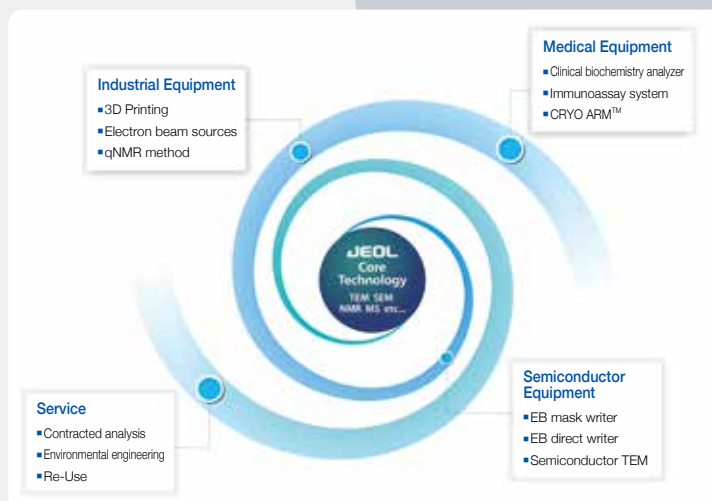 Medical Equipment
▪Clinical biochemistry analyzer
▪Immunoassay system
▪CRYO ARM™
Industrial Equipment
▪3D Printing
▪Electron beam sources
▪qNMR method
JEOL
Core
Technology
TEM SEM
NMR MS etc...
Semiconductor
Equipment
▪EB mask writer
▪EB direct writer
▪Semiconductor TEM
Service
▪Contracted analysis
▪Environmental engineering
▪Re-Use